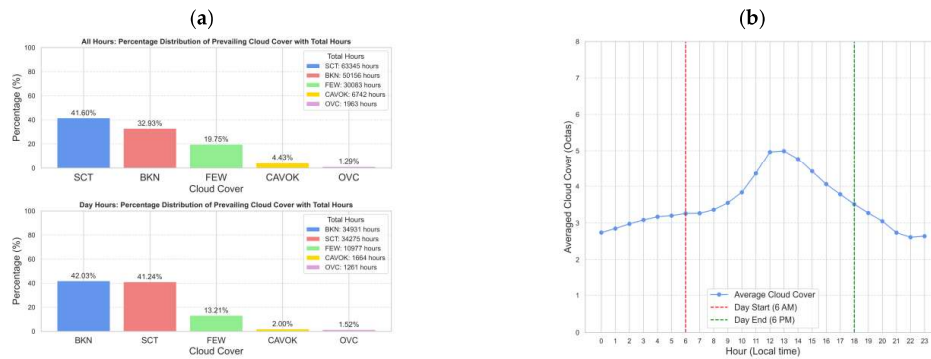 (a)
All Hours: Percentage Distribution of Prevailing Cloud Cover with Total Hours
Percentage (%)
100
80
60
40
20
0
Total Hours
SCT: 63345 hours
BKN: 50156 hours
FEW: 30083 hours
CAVOK: 6742 hours
OVC: 1963 hours
41.60%
32.93%
19.75%
4.43%
1.29%
SCT
BKN
FEW
CAVOK
OVC
Cloud Cover
Day Hours: Percentage Distribution of Prevailing Cloud Cover with Total Hours
Percentage (%)
100
80
60
40
20
0
Total Hours
BKN: 34931 hours
SCT: 34275 hours
FEW: 10977 hours
CAVOK: 1664 hours
OVC: 1261 hours
42.03%
41.24%
13.21%
2.00%
1.52%
BKN
SCT
FEW
CAVOK
OVC
Cloud Cover
(b)
Averaged Cloud Cover (Octas)
8
7
6
5
4
3
2
1
0
Average Cloud Cover
Day Start (6 AM)
Day End (6 PM)
0 1 2 3 4 5 6 7 8 9 10 11 12 13 14 15 16 17 18 19 20 21 22 23
Hour (Local time)